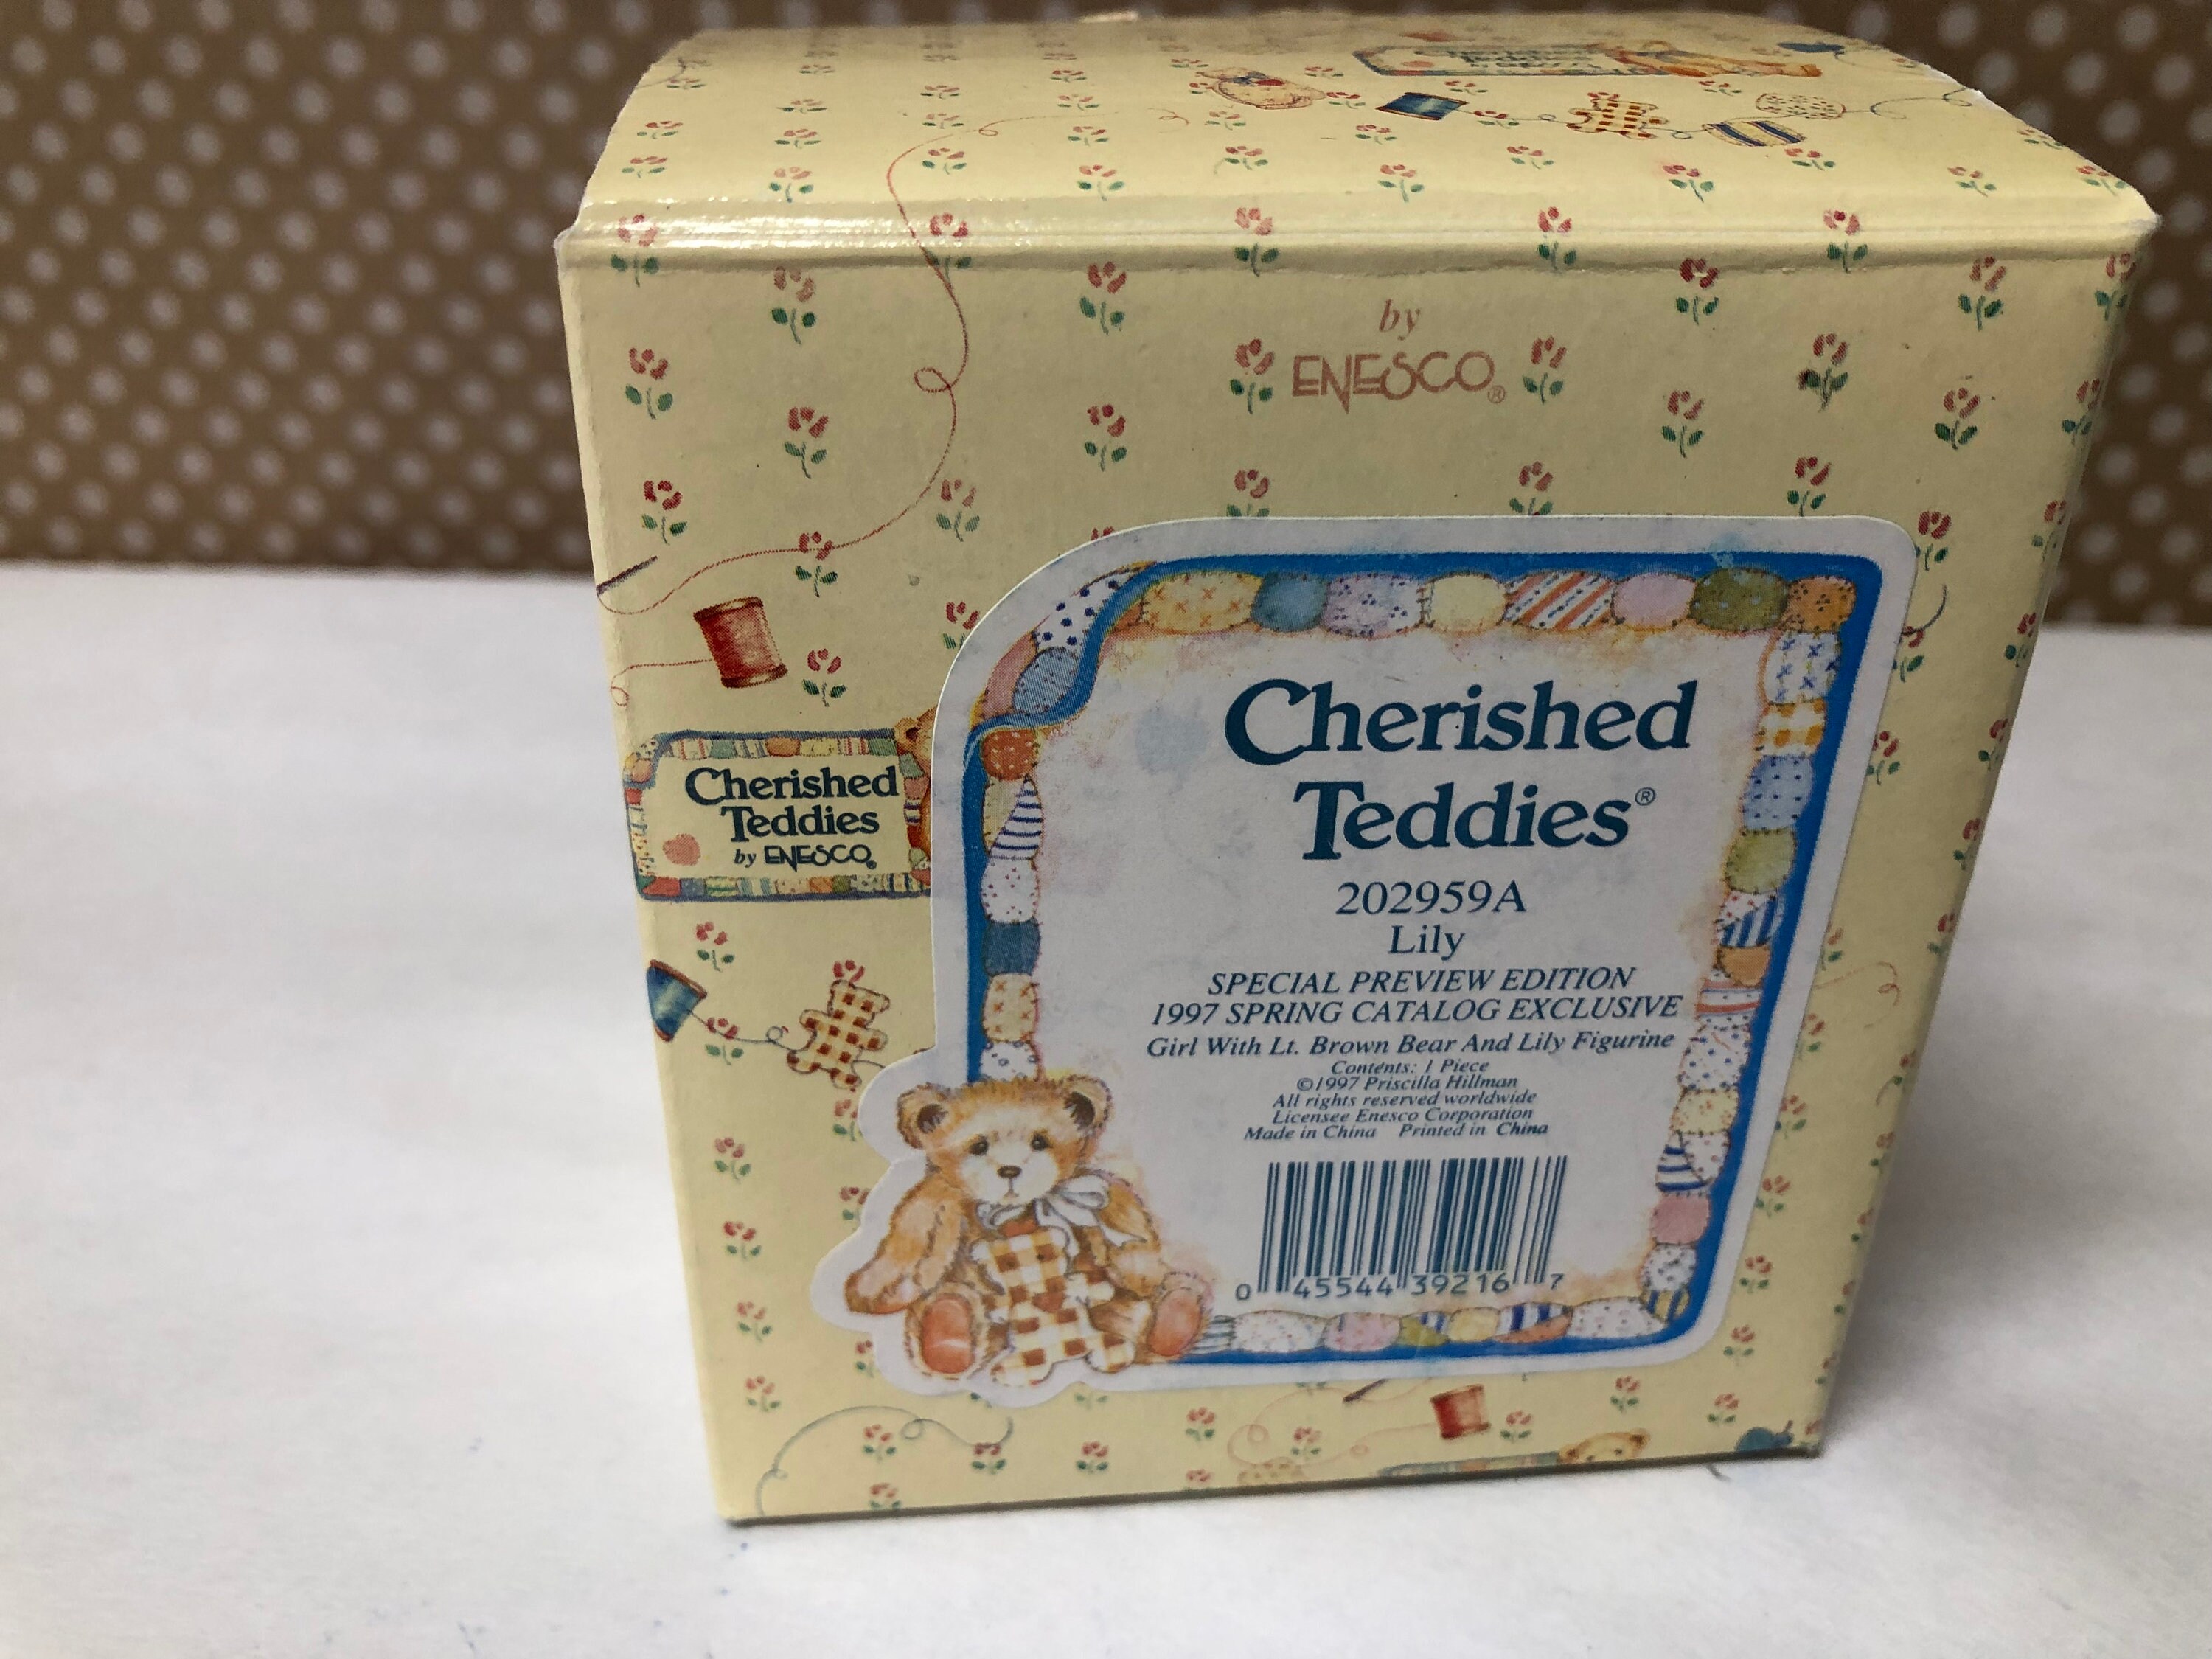 Cherished
Teddies
by
ENESCO®
Cherished
Teddies
by ENESCO®
Cherished
Teddies®
202959A
Lily
SPECIAL PREVIEW EDITION
1997 SPRING CATALOG EXCLUSIVE
Girl With Lt. Brown Bear And Lily Figurine
Contents: 1 Piece
©1997 Priscilla Hillman
All rights reserved worldwide
Licensee Enesco Corporation
Made in China Printed in China
0 45544 39216 7